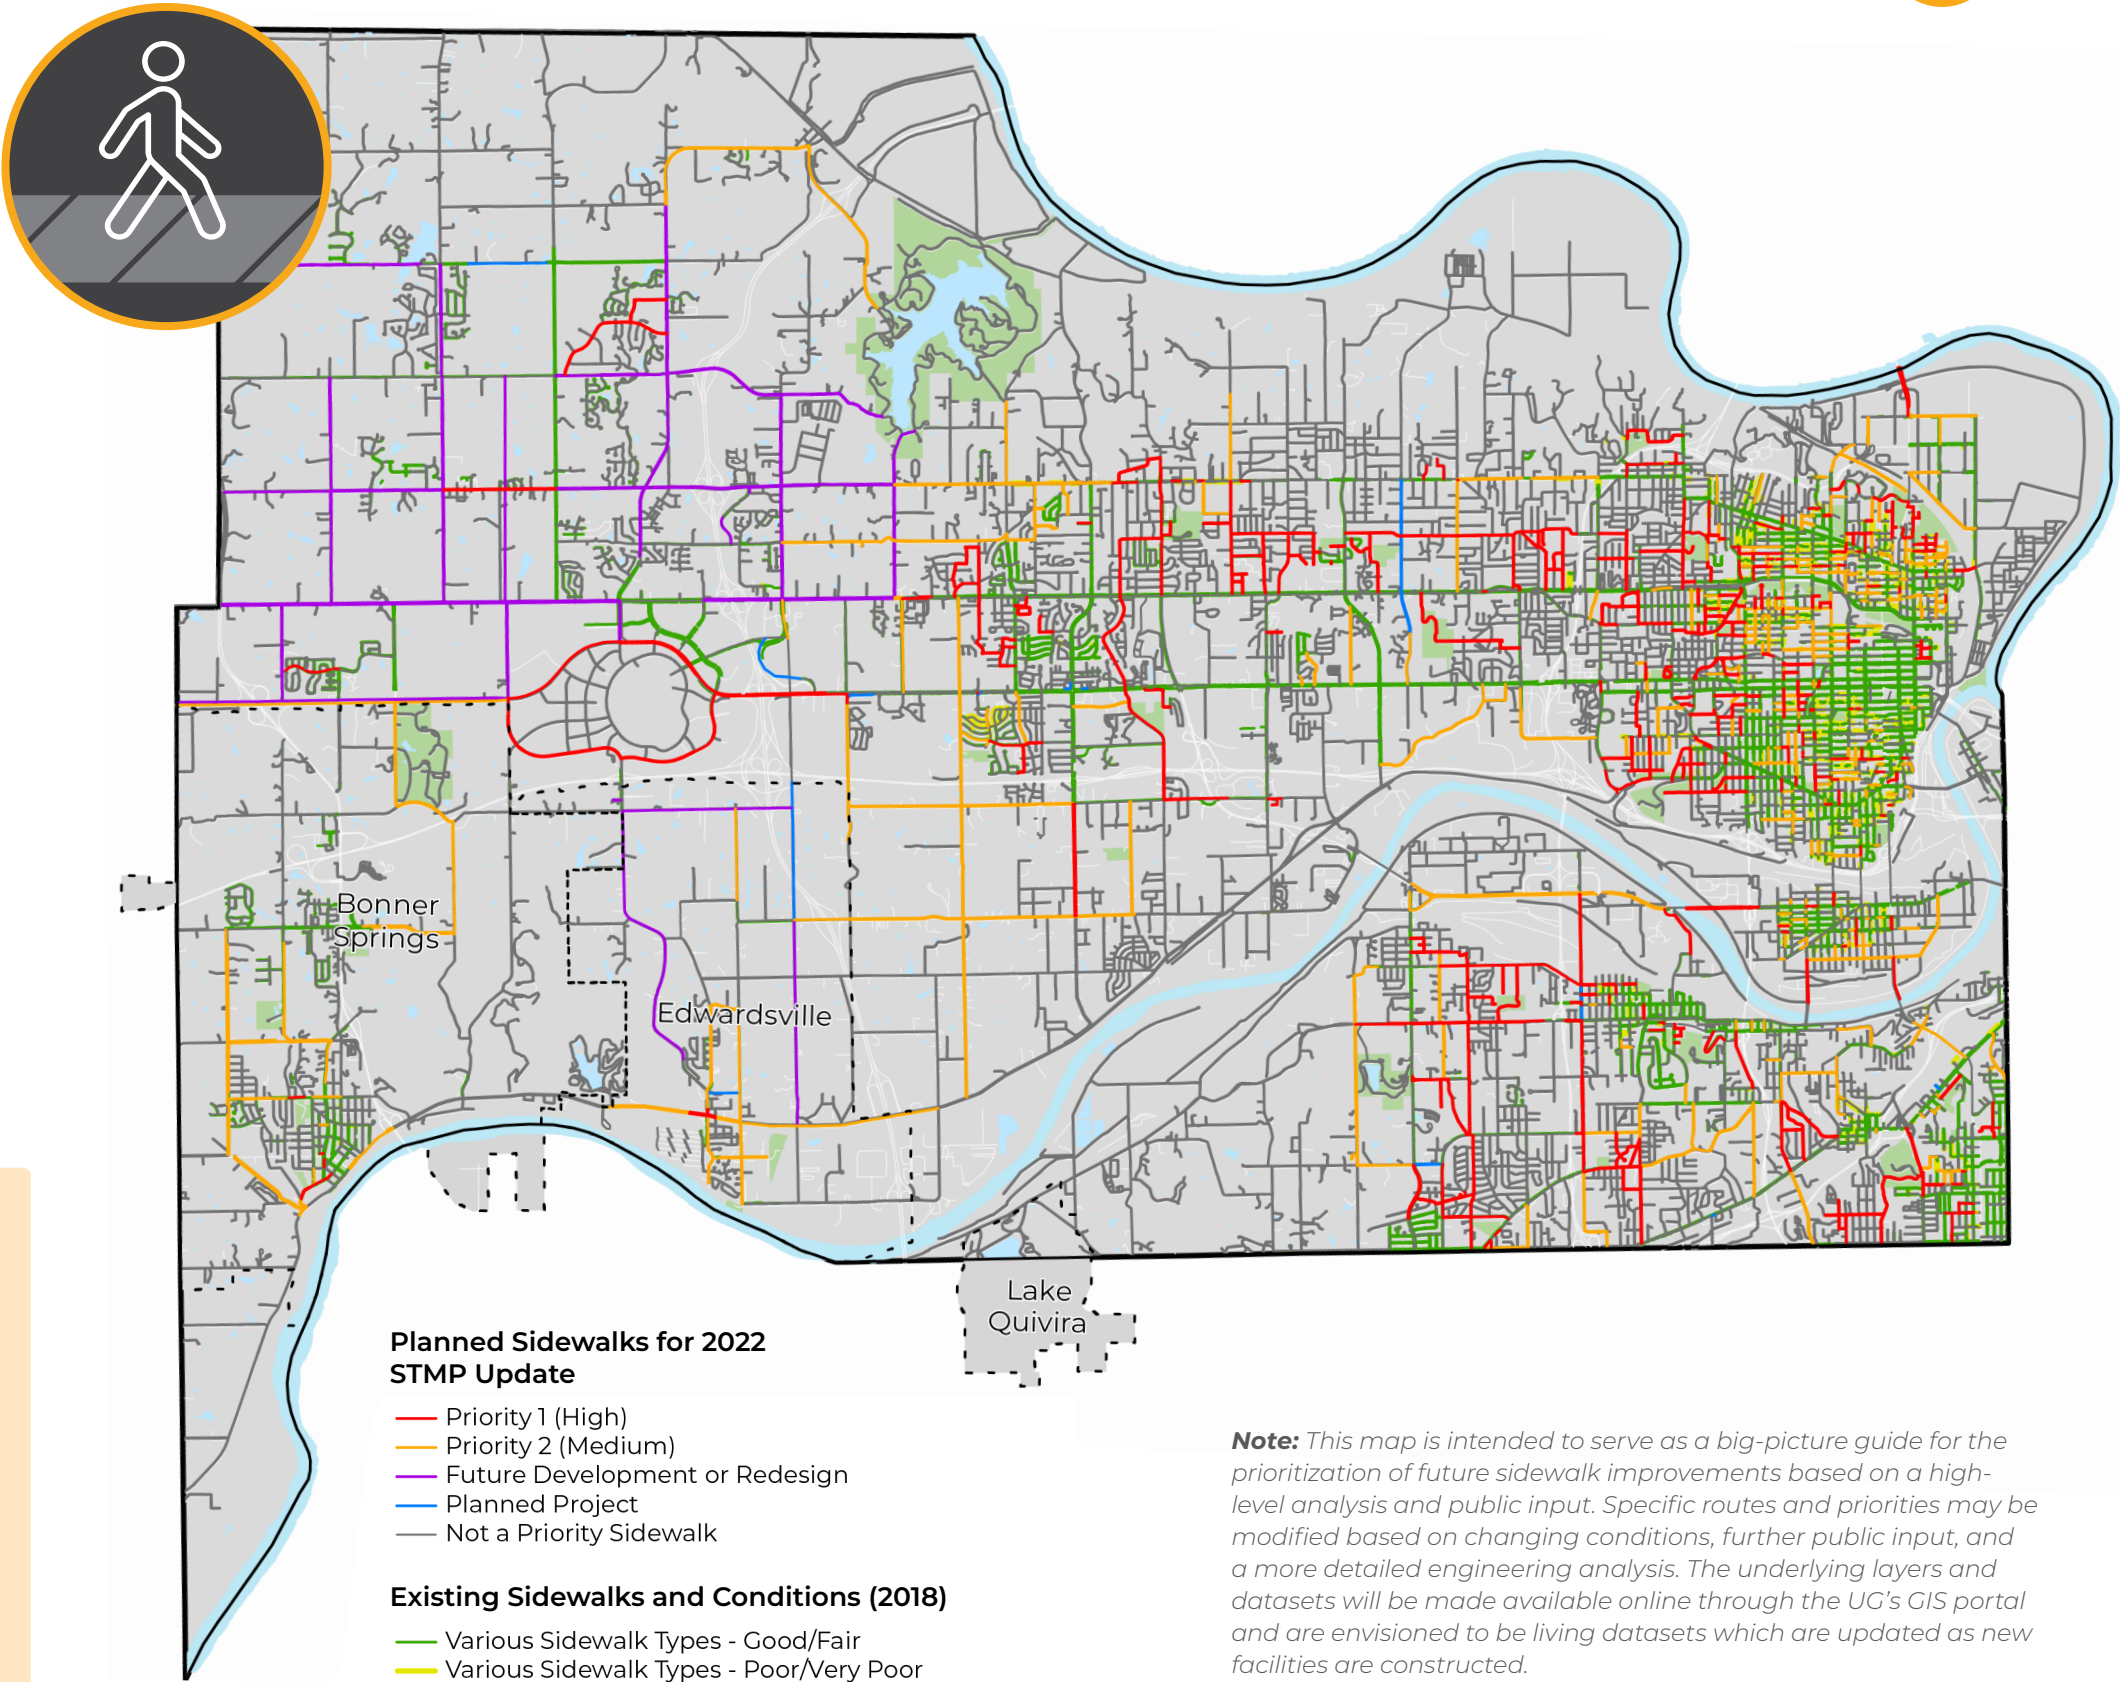 Bonner
Springs
Edwardsville
Lake
Quivira
Planned Sidewalks for 2022
STMP Update
Priority 1 (High)
Priority 2 (Medium)
Future Development or Redesign
Planned Project
Not a Priority Sidewalk
Existing Sidewalks and Conditions (2018)
Various Sidewalk Types - Good/Fair
Various Sidewalk Types - Poor/Very Poor
Note: This map is intended to serve as a big-picture guide for the
prioritization of future sidewalk improvements based on a high-
level analysis and public input. Specific routes and priorities may be
modified based on changing conditions, further public input, and
a more detailed engineering analysis. The underlying layers and
datasets will be made available online through the UG's GIS portal
and are envisioned to be living datasets which are updated as new
facilities are constructed.